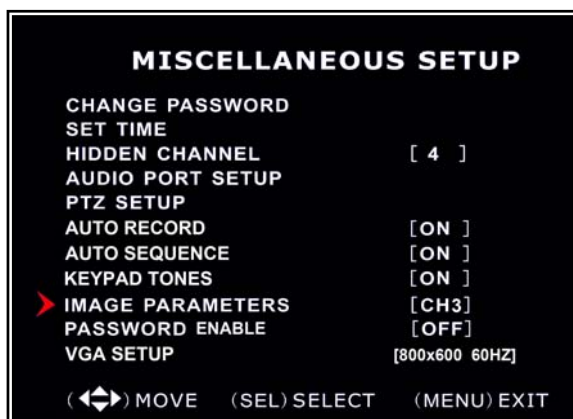 MISCELLANEOUS SETUP
CHANGE PASSWORD
SET TIME
HIDDEN CHANNEL [ 4 ]
AUDIO PORT SETUP
PTZ SETUP
AUTO RECORD [ON ]
AUTO SEQUENCE [ON ]
KEYPAD TONES [ON ]
IMAGE PARAMETERS [CH3]
PASSWORD ENABLE [OFF]
VGA SETUP [800x600 60HZ]
( ) MOVE (SEL) SELECT (MENU) EXIT